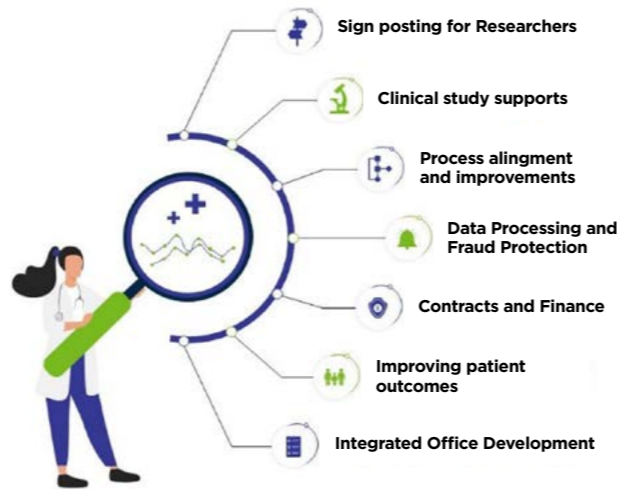 Sign posting for Researchers
Clinical study supports
Process alingment
and improvements
Data Processing and
Fraud Protection
Contracts and Finance
Improving patient
outcomes
Integrated Office Development